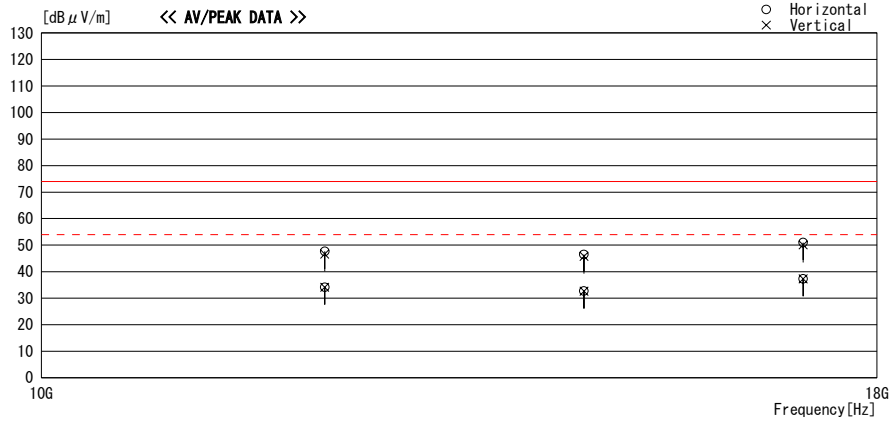 [dBμV/m] << AV/PEAK DATA >>
○ Horizontal
× Vertical
130
120
110
100
90
80
70
60
50
40
30
20
10
0
10G 18G
Frequency[Hz]